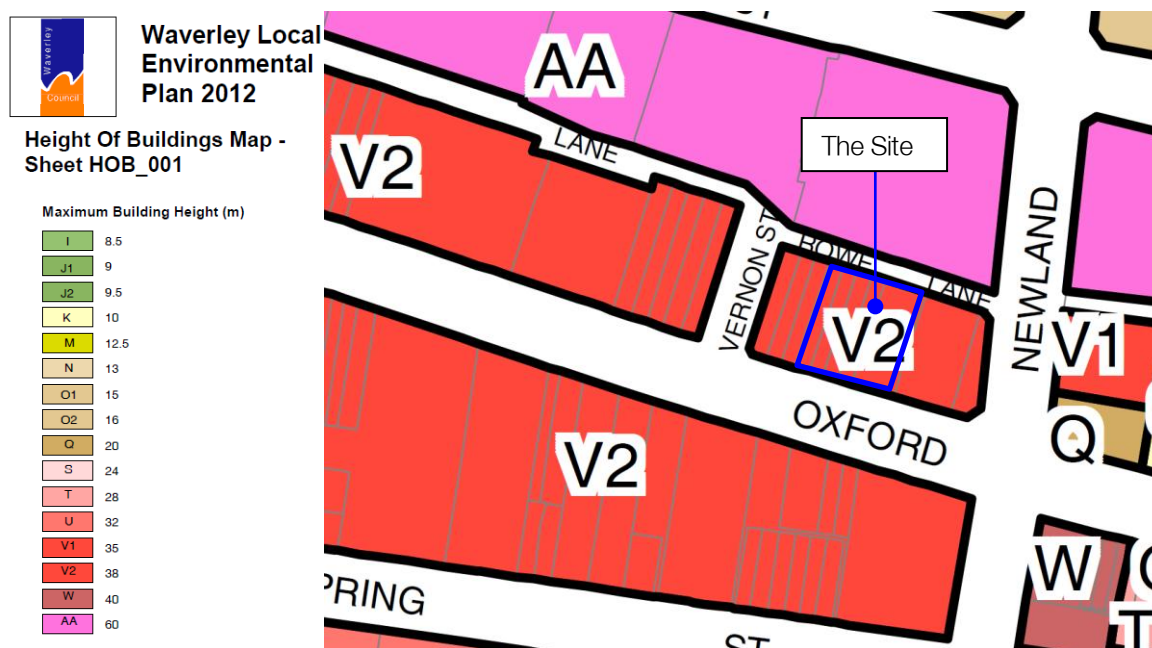 Waverley
Council
Waverley Local
Environmental
Plan 2012
Height Of Buildings Map -
Sheet HOB_001
Maximum Building Height (m)
I 8.5
J1 9
J2 9.5
K 10
M 12.5
N 13
O1 15
O2 16
Q 20
S 24
T 28
U 32
V1 35
V2 38
W 40
AA 60
AA
LANE
V2
The Site
VERNON ST
ROWE LANE
NEWLAND
V2
V1
OXFORD
Q
V2
W
T
PRING
ST